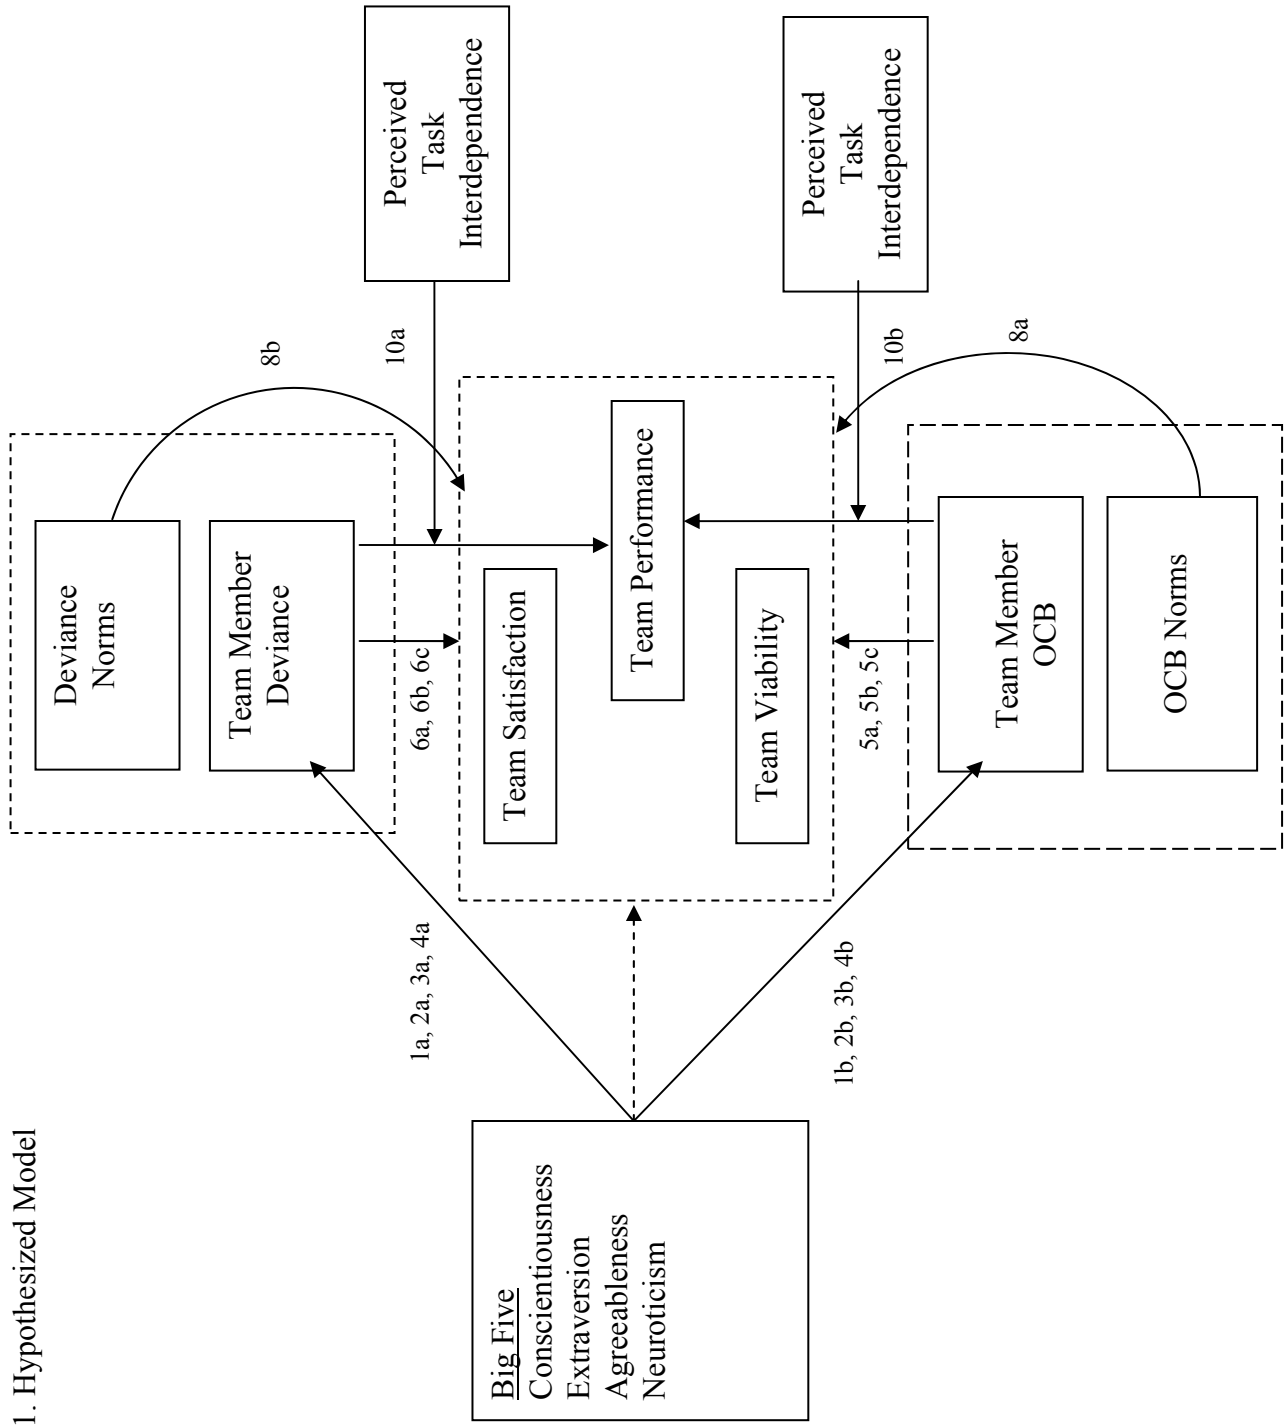 1. Hypothesized Model
Big Five
Conscientiousness
Extraversion
Agreeableness
Neuroticism
1a, 2a, 3a, 4a
1b, 2b, 3b, 4b
Deviance
Norms
Team Member
Deviance
6a, 6b, 6c
8b
10a
Perceived
Task
Interdependence
Team Satisfaction
Team Performance
Team Viability
5a, 5b, 5c
10b
8a
Perceived
Task
Interdependence
Team Member
OCB
OCB Norms